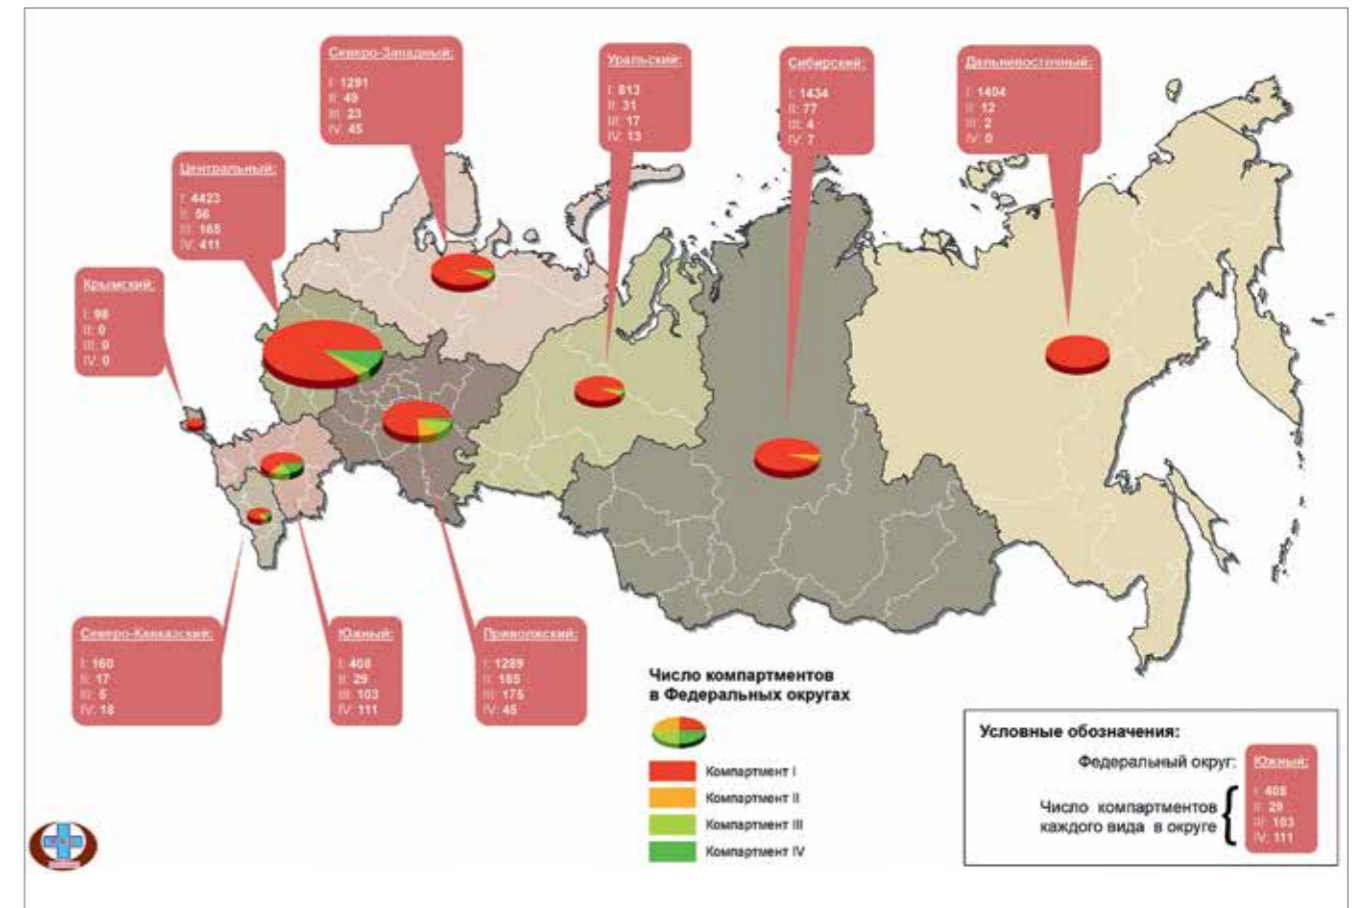 Северо-Западный:
I: 1291
II: 49
III: 23
IV: 45
Уральский:
I: 813
II: 31
III: 17
IV: 13
Сибирский:
I: 1434
II: 77
III: 4
IV: 7
Дальневосточный:
I: 1404
II: 12
III: 2
IV: 0
Центральный:
I: 4423
II: 56
III: 165
IV: 411
Крымский:
I: 98
II: 0
III: 0
IV: 0
Северо-Кавказский:
I: 160
II: 17
III: 5
IV: 18
Южный:
I: 408
II: 29
III: 103
IV: 111
Приволжский:
I: 1289
II: 185
III: 175
IV: 45
Число компартментов
в Федеральных округах
Компартмент I
Компартмент II
Компартмент III
Компартмент IV
Условные обозначения:
Федеральный округ:
Южный:
Число компартментов
каждого вида в округе
I: 408
II: 29
III: 103
IV: 111